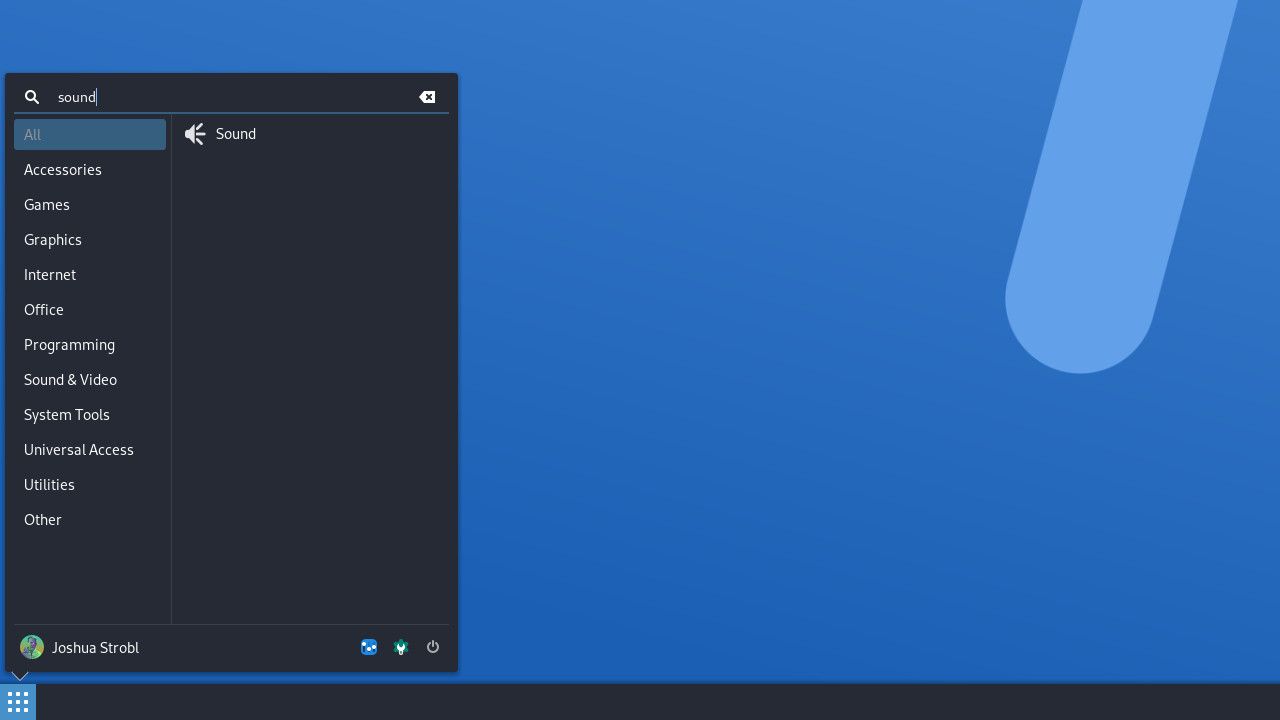 sound
All
Sound
Accessories
Games
Graphics
Internet
Office
Programming
Sound & Video
System Tools
Universal Access
Utilities
Other
Joshua Strobl